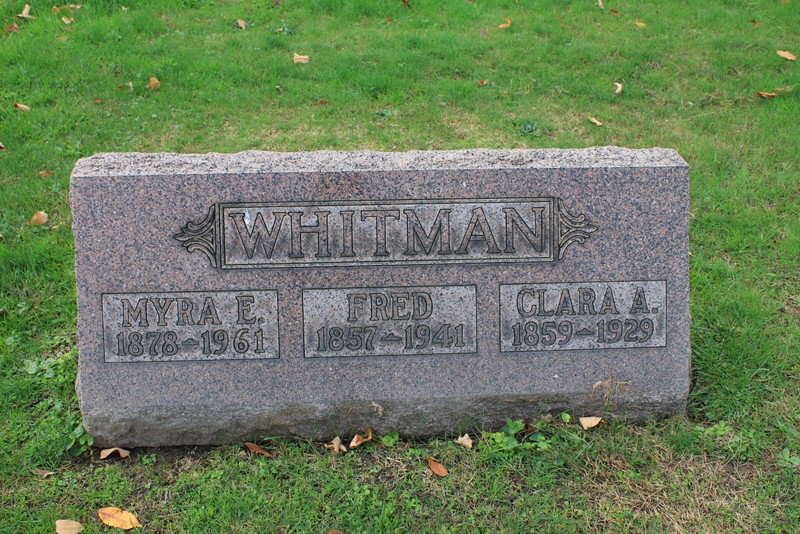 WHITMAN
MYRA E.
1878-1961
FRED
1857-1941
CLARA A.
1859-1929